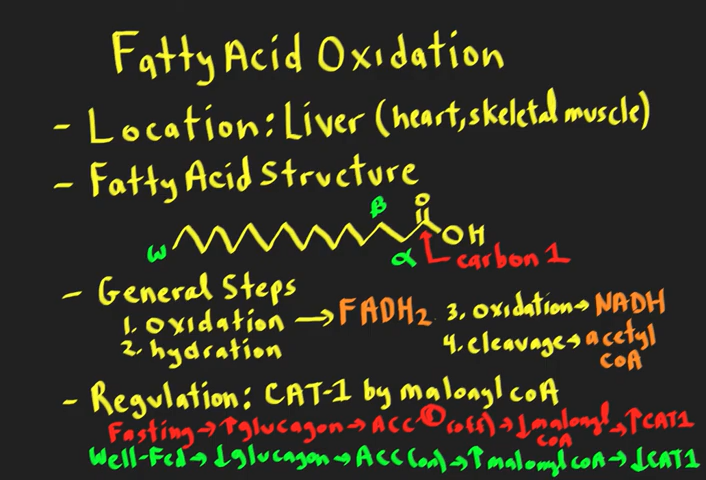 Fatty Acid Oxidation
- Location: Liver (heart, skeletal muscle)
- Fatty Acid Structure
β O
ω OH
α carbon 1
- General Steps
1. oxidation → FADH₂ 3. oxidation → NADH
2. hydration 4. cleavage → acetyl CoA
- Regulation: CAT-1 by malonyl CoA
Fasting → ↑glucagon → ACC Ⓟ (off) → ↓malonyl CoA → ↑CAT1
Well-Fed → ↓glucagon → ACC (on) → ↑malonyl CoA → ↓CAT1